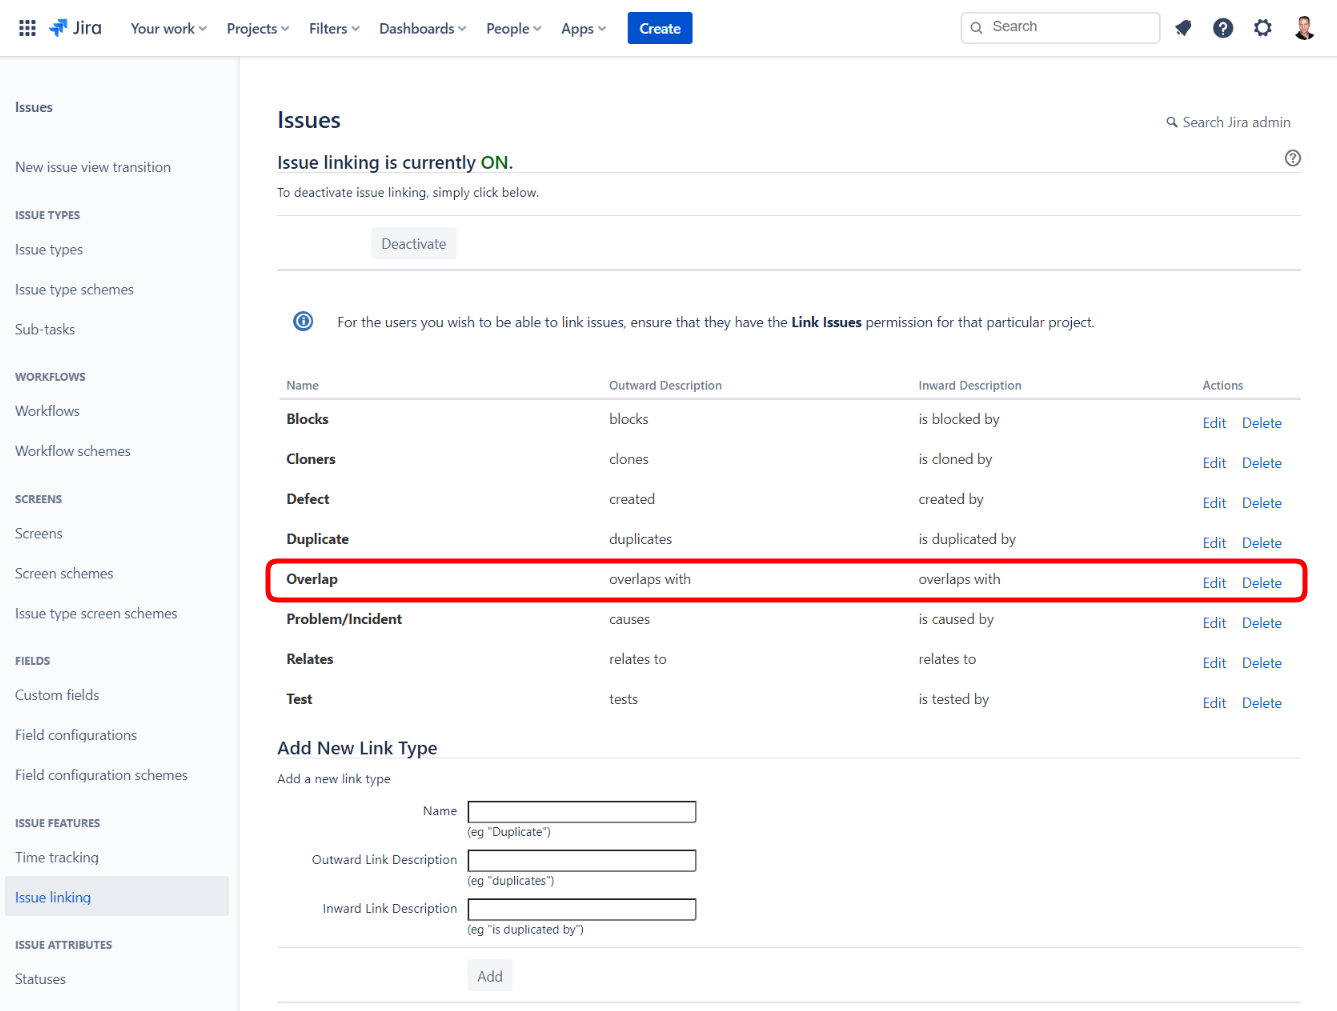 Jira Your work Projects Filters Dashboards People Apps Create Search
Issues
New issue view transition
ISSUE TYPES
Issue types
Issue type schemes
Sub-tasks
WORKFLOWS
Workflows
Workflow schemes
SCREENS
Screens
Screen schemes
Issue type screen schemes
FIELDS
Custom fields
Field configurations
Field configuration schemes
ISSUE FEATURES
Time tracking
Issue linking
ISSUE ATTRIBUTES
Statuses
Issues
Search Jira admin
Issue linking is currently ON.
To deactivate issue linking, simply click below.
Deactivate
For the users you wish to be able to link issues, ensure that they have the Link Issues permission for that particular project.
Name Outward Description Inward Description Actions
Blocks blocks is blocked by Edit Delete
Cloners clones is cloned by Edit Delete
Defect created created by Edit Delete
Duplicate duplicates is duplicated by Edit Delete
Overlap overlaps with overlaps with Edit Delete
Problem/Incident causes is caused by Edit Delete
Relates relates to relates to Edit Delete
Test tests is tested by Edit Delete
Add New Link Type
Add a new link type
Name
(eg "Duplicate")
Outward Link Description
(eg "duplicates")
Inward Link Description
(eg "is duplicated by")
Add